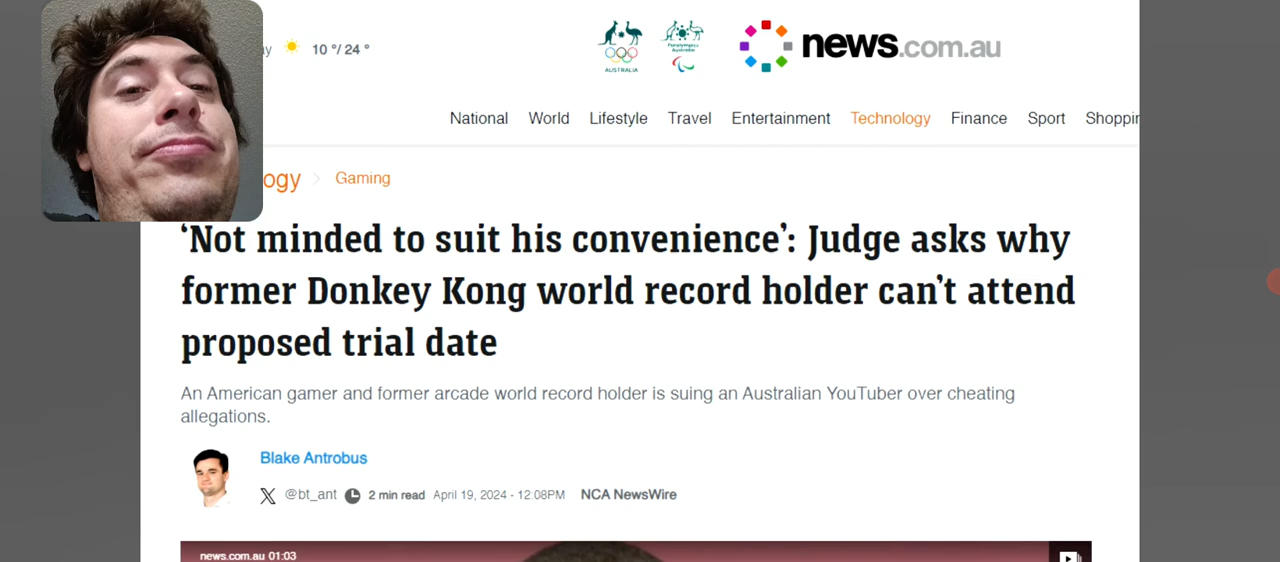 10 °/ 24 °
AUSTRALIA
Paralympics
Australia
news.com.au
National World Lifestyle Travel Entertainment Technology Finance Sport
Gaming
‘Not minded to suit his convenience’: Judge asks why
former Donkey Kong world record holder can’t attend
proposed trial date
An American gamer and former arcade world record holder is suing an Australian YouTuber over cheating
allegations.
Blake Antrobus
@bt_ant 2 min read April 19, 2024 - 12:08PM NCA NewsWire
news.com.au 01:03